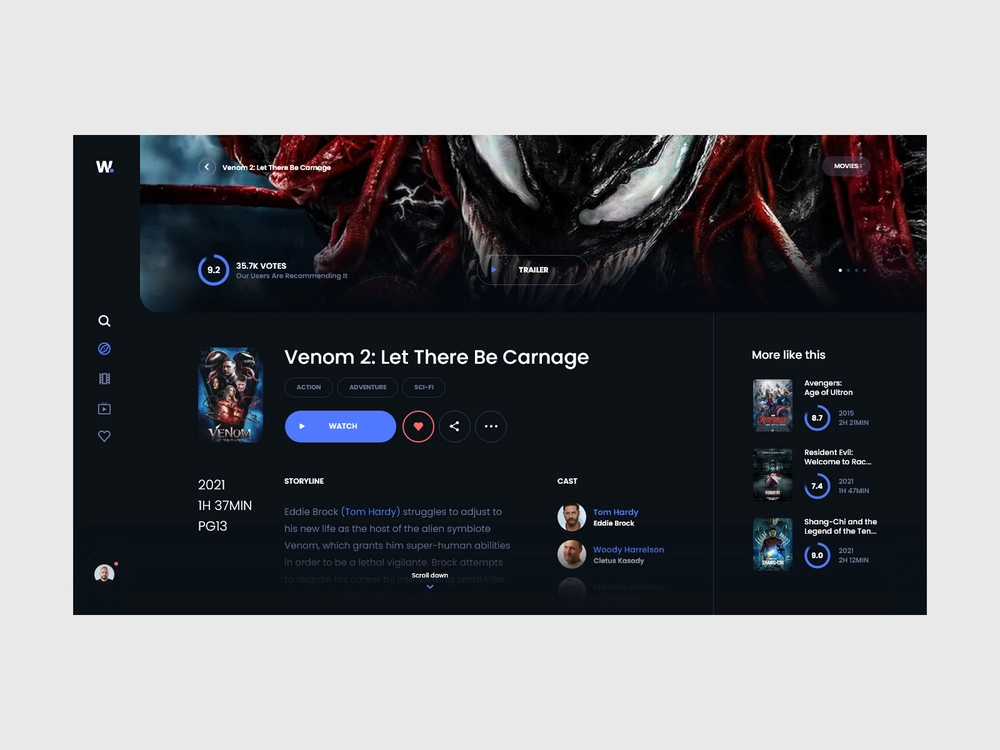 W.
Venom 2: Let There Be Carnage
MOVIES
9.2
35.7K VOTES
Our Users Are Recommending It
TRAILER
VENOM
Venom 2: Let There Be Carnage
ACTION
ADVENTURE
SCI-FI
WATCH
2021
1H 37MIN
PG13
STORYLINE
Eddie Brock (Tom Hardy) struggles to adjust to
his new life as the host of the alien symbiote
Venom, which grants him super-human abilities
in order to be a lethal vigilante. Brock attempts
to reignite his career by serial killer
Scroll down
CAST
Tom Hardy
Eddie Brock
Woody Harrelson
Cletus Kasady
Michelle Williams
More like this
Avengers:
Age of Ultron
8.7
2015
2H 21MIN
Resident Evil:
Welcome to Rac...
7.4
2021
1H 47MIN
SHANG-CHI
Shang-Chi and the
Legend of the Ten...
9.0
2021
2H 12MIN